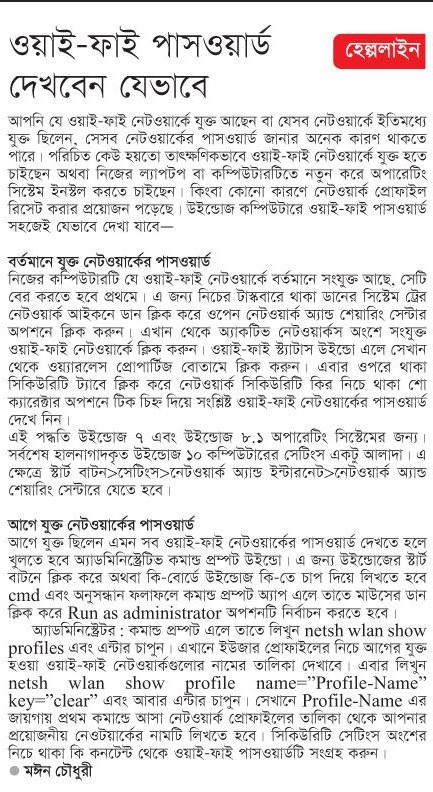 ওয়াই-ফাই পাসওয়ার্ড
দেখবেন যেভাবে
হেল্পলাইন
আপনি যে ওয়াই-ফাই নেটওয়ার্কে যুক্ত আছেন বা যেসব নেটওয়ার্কে ইতিমধ্যে
যুক্ত ছিলেন, সেসব নেটওয়ার্কের পাসওয়ার্ড জানার অনেক কারণ থাকতে
পারে। পরিচিত কেউ হয়তো তাৎক্ষণিকভাবে ওয়াই-ফাই নেটওয়ার্কে যুক্ত হতে
চাইছেন অথবা নিজের ল্যাপটপ বা কম্পিউটারটিতে নতুন করে অপারেটিং
সিস্টেম ইনস্টল করতে চাইছেন। কিংবা কোনো কারণে নেটওয়ার্ক প্রোফাইল
রিসেট করার প্রয়োজন পড়েছে। উইন্ডোজ কম্পিউটারে ওয়াই-ফাই পাসওয়ার্ড
সহজেই যেভাবে দেখা যাবে—
বর্তমানে যুক্ত নেটওয়ার্কের পাসওয়ার্ড
নিজের কম্পিউটারটি যে ওয়াই-ফাই নেটওয়ার্কে বর্তমানে সংযুক্ত আছে, সেটি
বের করতে হবে প্রথমে। এ জন্য নিচের টাস্কবারে থাকা ডানের সিস্টেম ট্রের
নেটওয়ার্ক আইকনে ডান ক্লিক করে ওপেন নেটওয়ার্ক অ্যান্ড শেয়ারিং সেন্টার
অপশনে ক্লিক করুন। এখান থেকে অ্যাকটিভ নেটওয়ার্কস অংশে সংযুক্ত
ওয়াই-ফাই নেটওয়ার্কে ক্লিক করুন। ওয়াই-ফাই স্ট্যাটাস উইন্ডো এলে সেখান
থেকে ওয়্যারলেস প্রোপার্টিজ বোতামে ক্লিক করুন। এবার ওপরে থাকা
সিকিউরিটি ট্যাবে ক্লিক করে নেটওয়ার্ক সিকিউরিটি কির নিচে থাকা শো
ক্যারেক্টার অপশনে টিক চিহ্ন দিয়ে সংশ্লিষ্ট ওয়াই-ফাই নেটওয়ার্কের পাসওয়ার্ড
দেখে নিন।
এই পদ্ধতি উইন্ডোজ ৭ এবং উইন্ডোজ ৮.১ অপারেটিং সিস্টেমের জন্য।
সর্বশেষ হালনাগাদকৃত উইন্ডোজ ১০ কম্পিউটারের সেটিংস একটু আলাদা। এ
ক্ষেত্রে স্টার্ট বাটন>সেটিংস>নেটওয়ার্ক অ্যান্ড ইন্টারনেট>নেটওয়ার্ক অ্যান্ড
শেয়ারিং সেন্টারে যেতে হবে।
আগে যুক্ত নেটওয়ার্কের পাসওয়ার্ড
আগে যুক্ত ছিলেন এমন সব ওয়াই-ফাই নেটওয়ার্কের পাসওয়ার্ড দেখতে হলে
খুলতে হবে অ্যাডমিনিস্ট্রেটিভ কমান্ড প্রম্পট উইন্ডো। এ জন্য উইন্ডোজের স্টার্ট
বাটনে ক্লিক করে অথবা কি-বোর্ডে উইন্ডোজ কি-তে চাপ দিয়ে লিখতে হবে
cmd এবং অনুসন্ধান ফলাফলে কমান্ড প্রম্পট অ্যাপ এলে তাতে মাউসের ডান
ক্লিক করে Run as administrator অপশনটি নির্বাচন করতে হবে।
অ্যাডমিনিস্ট্রেটর : কমান্ড প্রম্পট এলে তাতে লিখুন netsh wlan show
profiles এবং এন্টার চাপুন। এখানে ইউজার প্রোফাইলের নিচে আগের যুক্ত
হওয়া ওয়াই-ফাই নেটওয়ার্কগুলোর নামের তালিকা দেখাবে। এবার লিখুন
netsh wlan show profile name=”Profile-Name”
key=”clear” এবং আবার এন্টার চাপুন। সেখানে Profile-Name এর
জায়গায় প্রথম কমান্ডে আসা নেটওয়ার্ক প্রোফাইলের তালিকা থেকে আপনার
প্রয়োজনীয় নেওটয়ার্কের নামটি লিখতে হবে। সিকিউরিটি সেটিংস অংশের
নিচে থাকা কি কনটেন্ট থেকে ওয়াই-ফাই পাসওয়ার্ডটি সংগ্রহ করুন।
● মঈন চৌধুরী